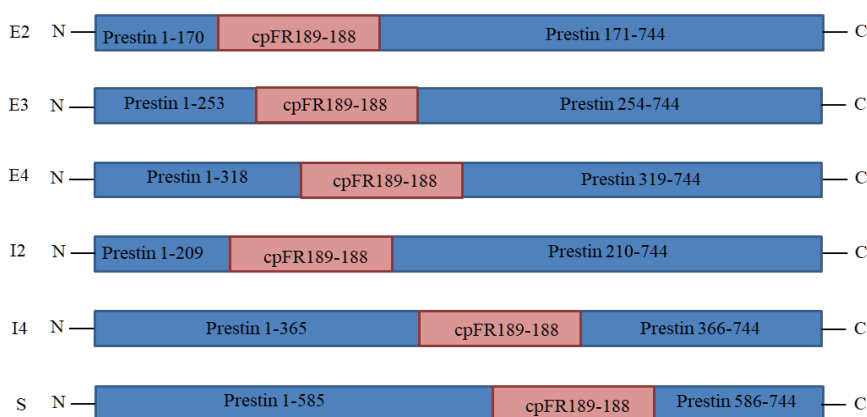 E2 N Prestin 1-170 cpFR189-188 Prestin 171-744 C
E3 N Prestin 1-253 cpFR189-188 Prestin 254-744 C
E4 N Prestin 1-318 cpFR189-188 Prestin 319-744 C
I2 N Prestin 1-209 cpFR189-188 Prestin 210-744 C
I4 N Prestin 1-365 cpFR189-188 Prestin 366-744 C
S N Prestin 1-585 cpFR189-188 Prestin 586-744 C